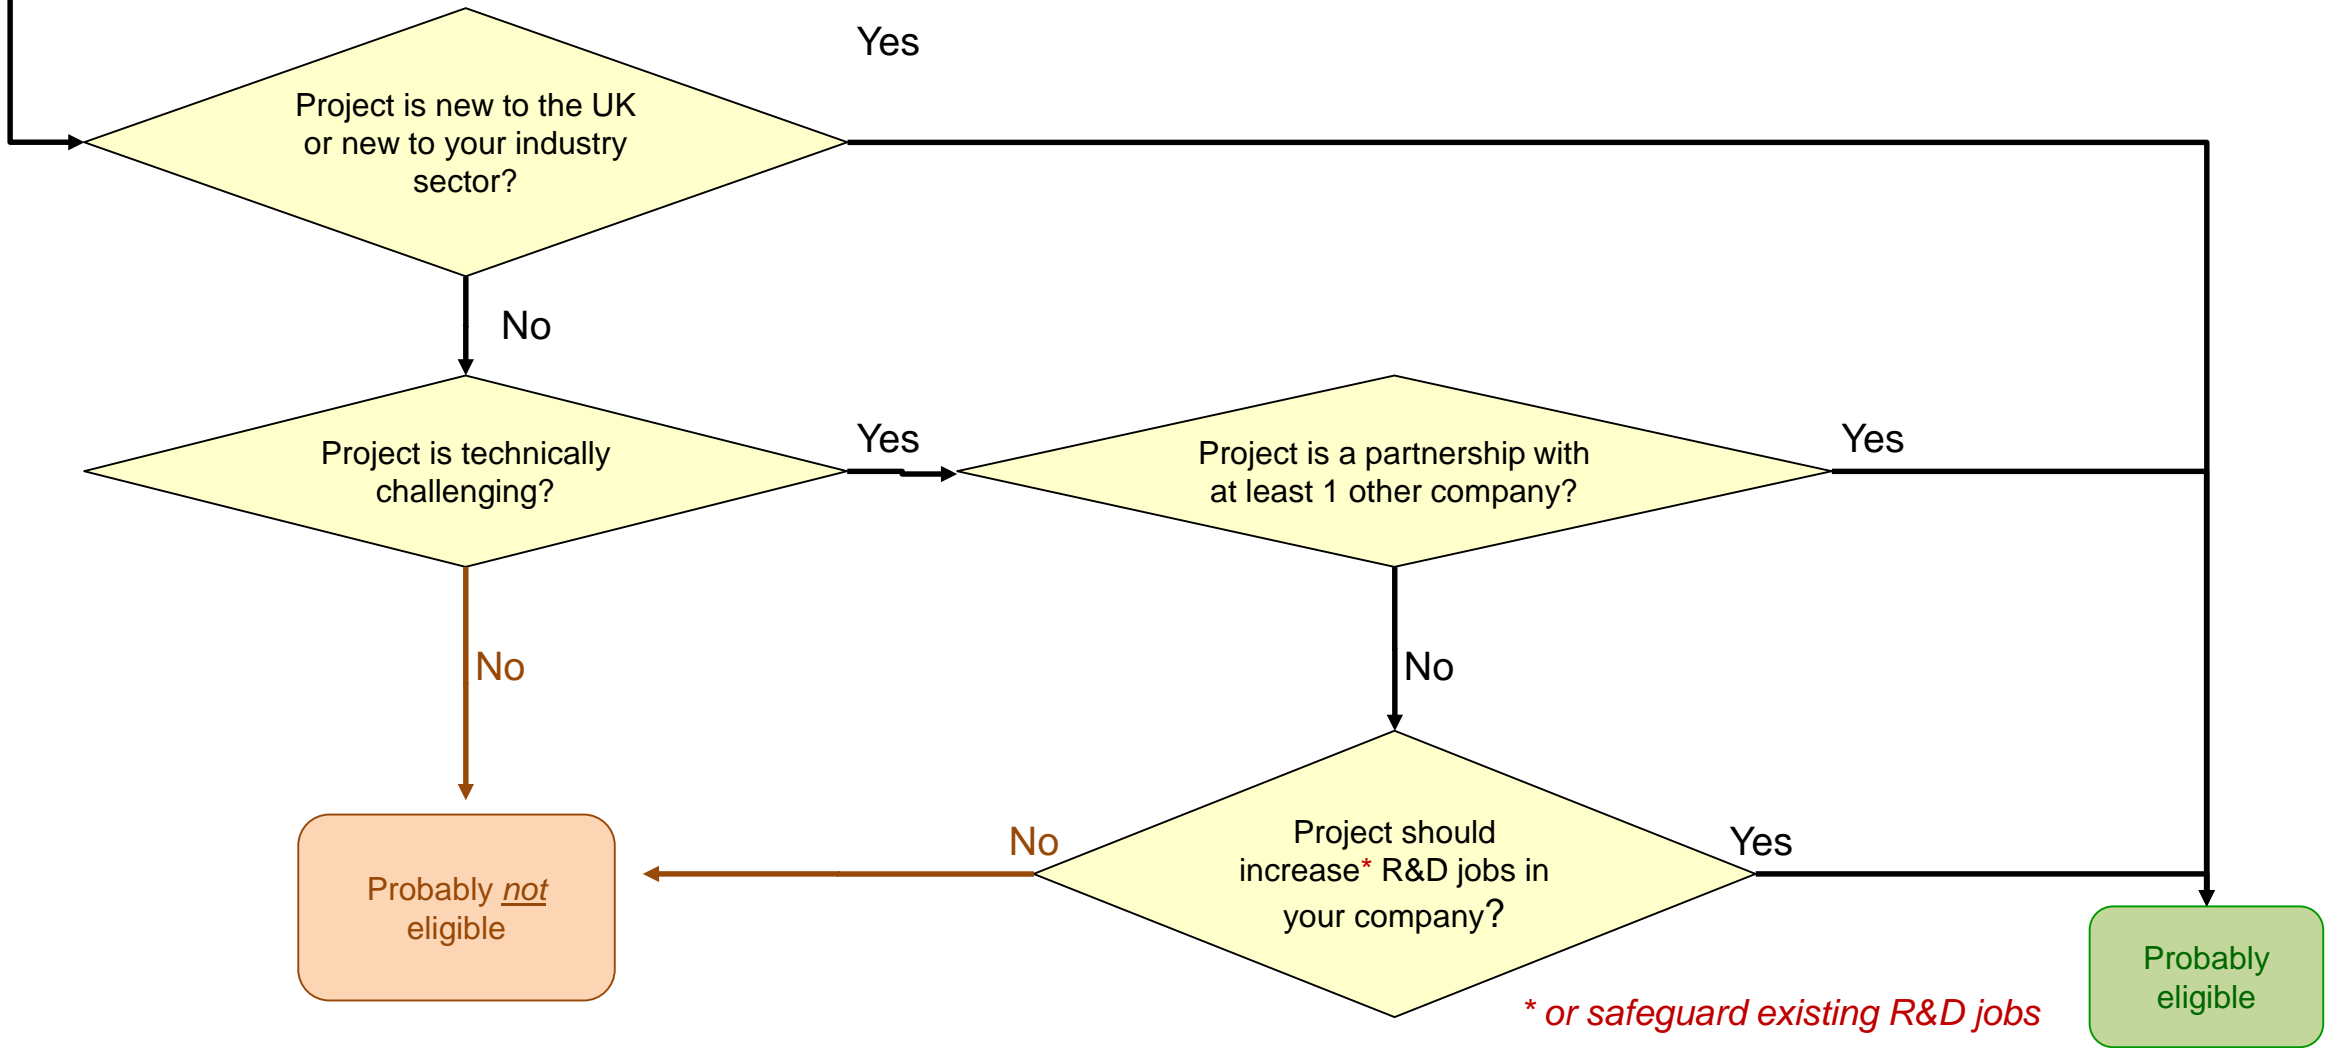 Yes
Project is new to the UK
or new to your industry
sector?
No
Project is technically
challenging?
Yes
Project is a partnership with
at least 1 other company?
Yes
No
No
Project should
increase* R&D jobs in
your company?
No
Yes
Probably not
eligible
Probably
eligible
* or safeguard existing R&D jobs